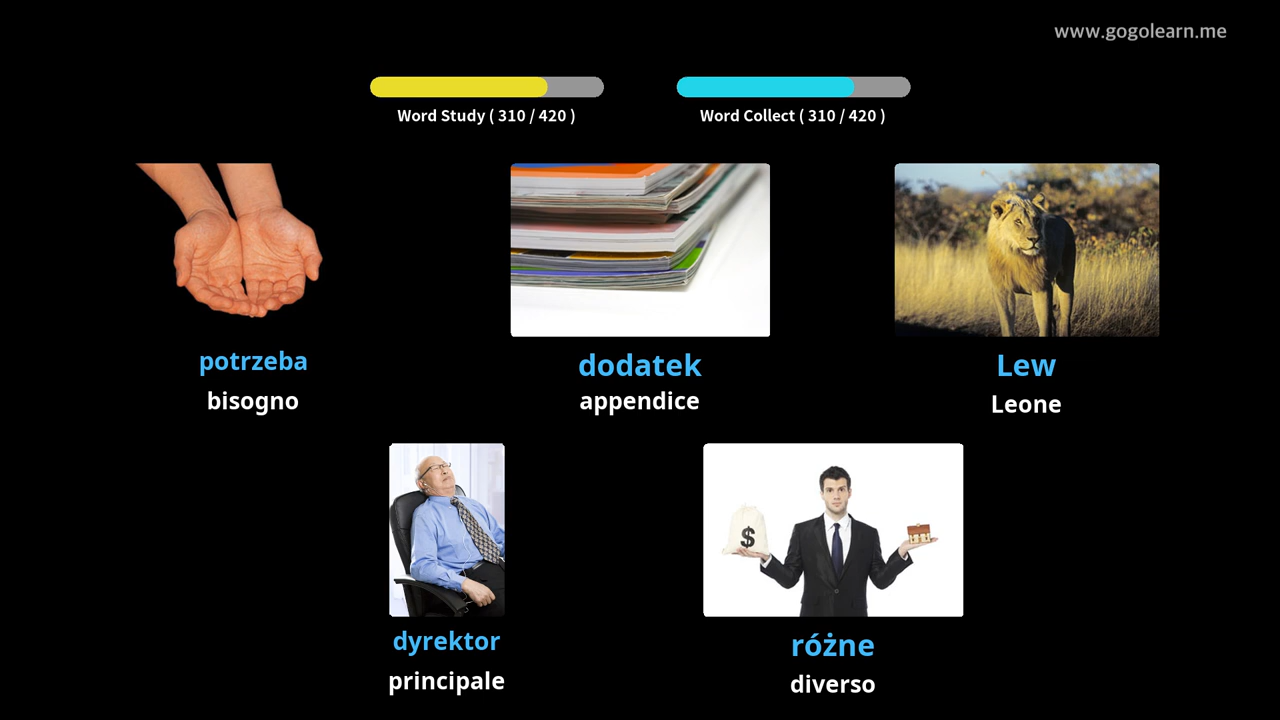 www.gogolearn.me
Word Study ( 310 / 420 )
Word Collect ( 310 / 420 )
potrzeba
bisogno
dodatek
appendice
Lew
Leone
$
dyrektor
principale
różne
diverso